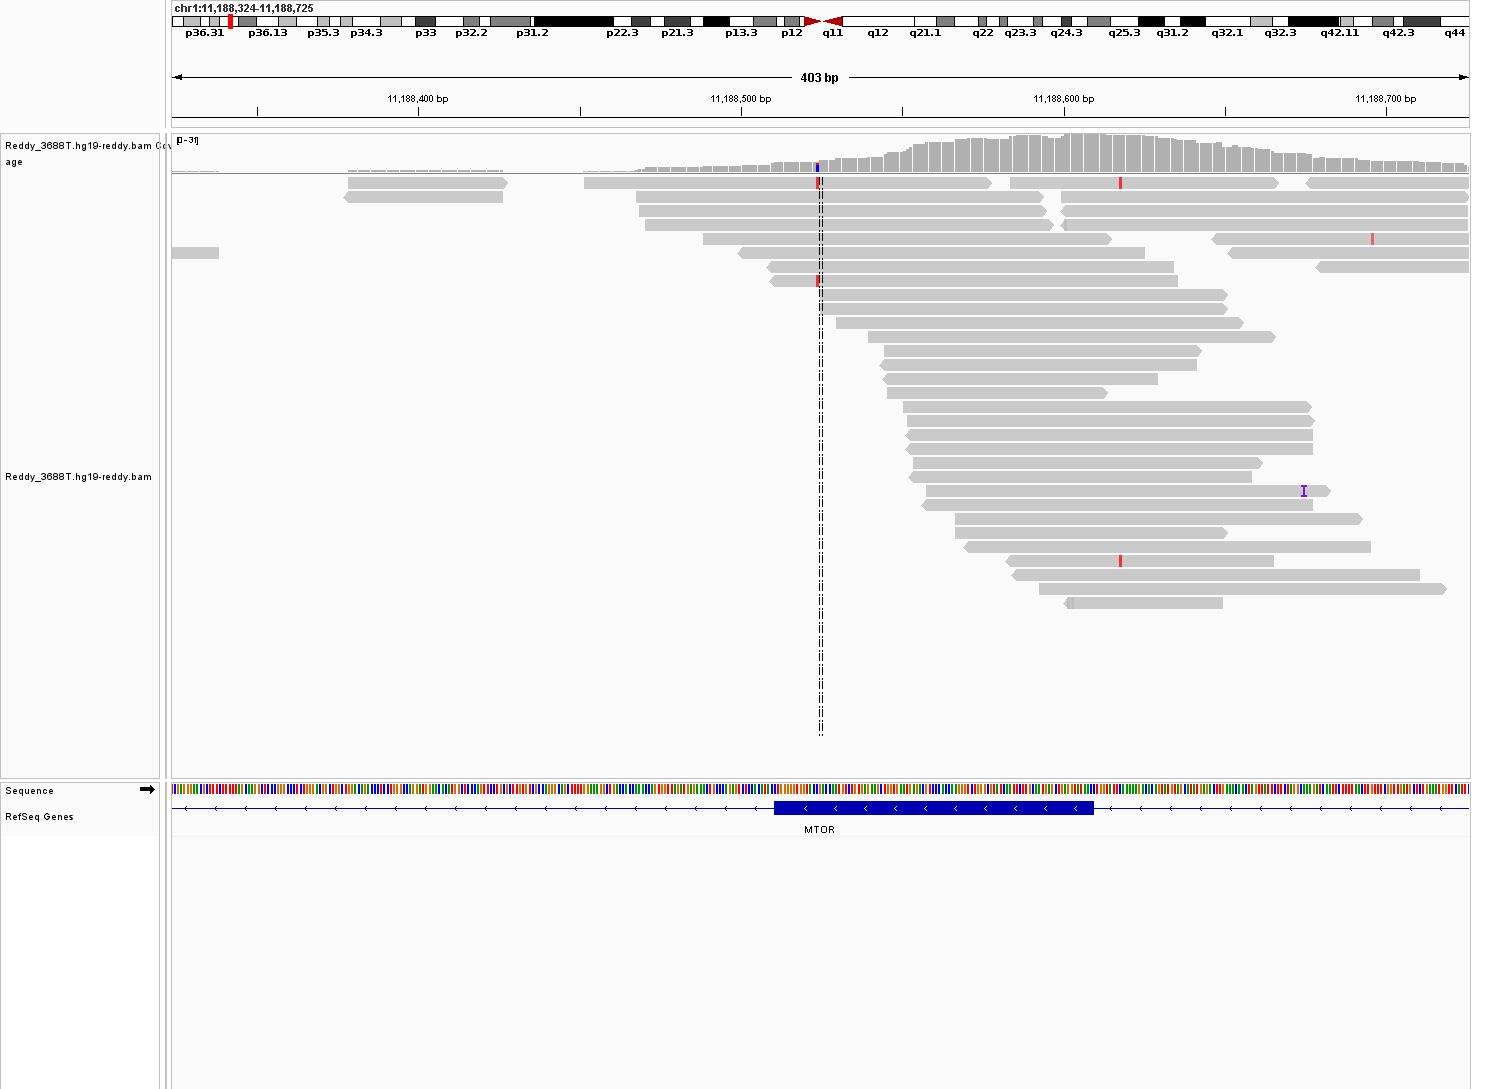 chr1:11,188,324-11,188,725
p36.31 p36.13 p35.3 p34.3 p33 p32.2 p31.2 p22.3 p21.3 p13.3 p12 q11 q12 q21.1 q22 q23.3 q24.3 q25.3 q31.2 q32.1 q32.3 q42.11 q42.3 q44
403 bp
11,188,400 bp 11,188,500 bp 11,188,600 bp 11,188,700 bp
Reddy_3688T.hg19-reddy.bam Cov
age
[0-31]
Reddy_3688T.hg19-reddy.bam
Sequence
RefSeq Genes
MTOR